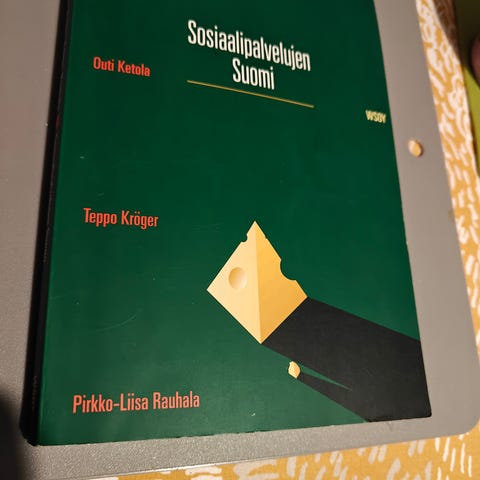 Sosiaalipalvelujen
Suomi
Outi Ketola
WSOY
Teppo Kröger
Pirkko-Liisa Rauhala